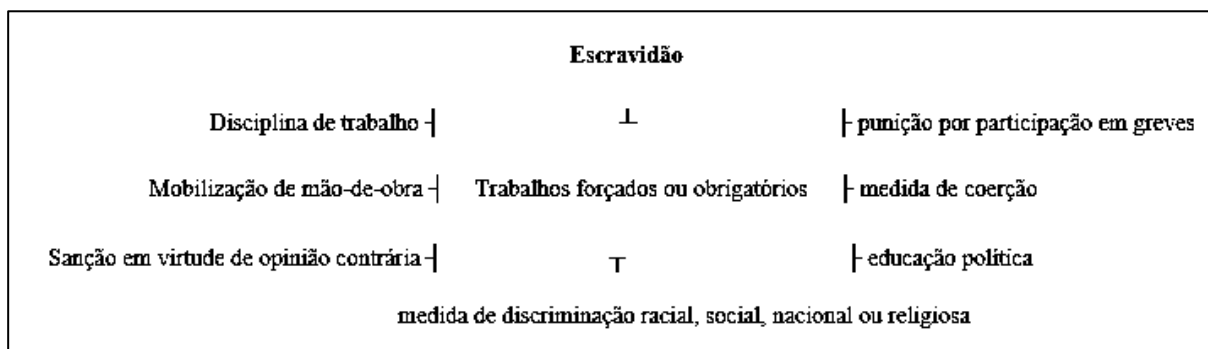 Escravidão
Disciplina de trabalho ┤ ┴ ├ punição por participação em greves
Mobilização de mão-de-obra ┤ Trabalhos forçados ou obrigatórios ├ medida de coerção
Sanção em virtude de opinião contrária ┤ ┬ ├ educação política
medida de discriminação racial, social, nacional ou religiosa